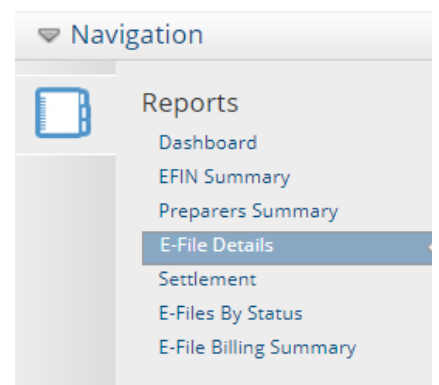 Navigation
Reports
Dashboard
EFIN Summary
Preparers Summary
E-File Details
Settlement
E-Files By Status
E-File Billing Summary